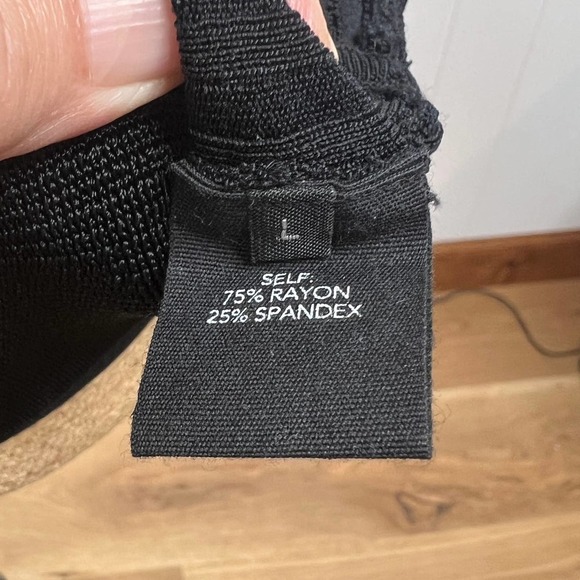 L
SELF:
75% RAYON
25% SPANDEX